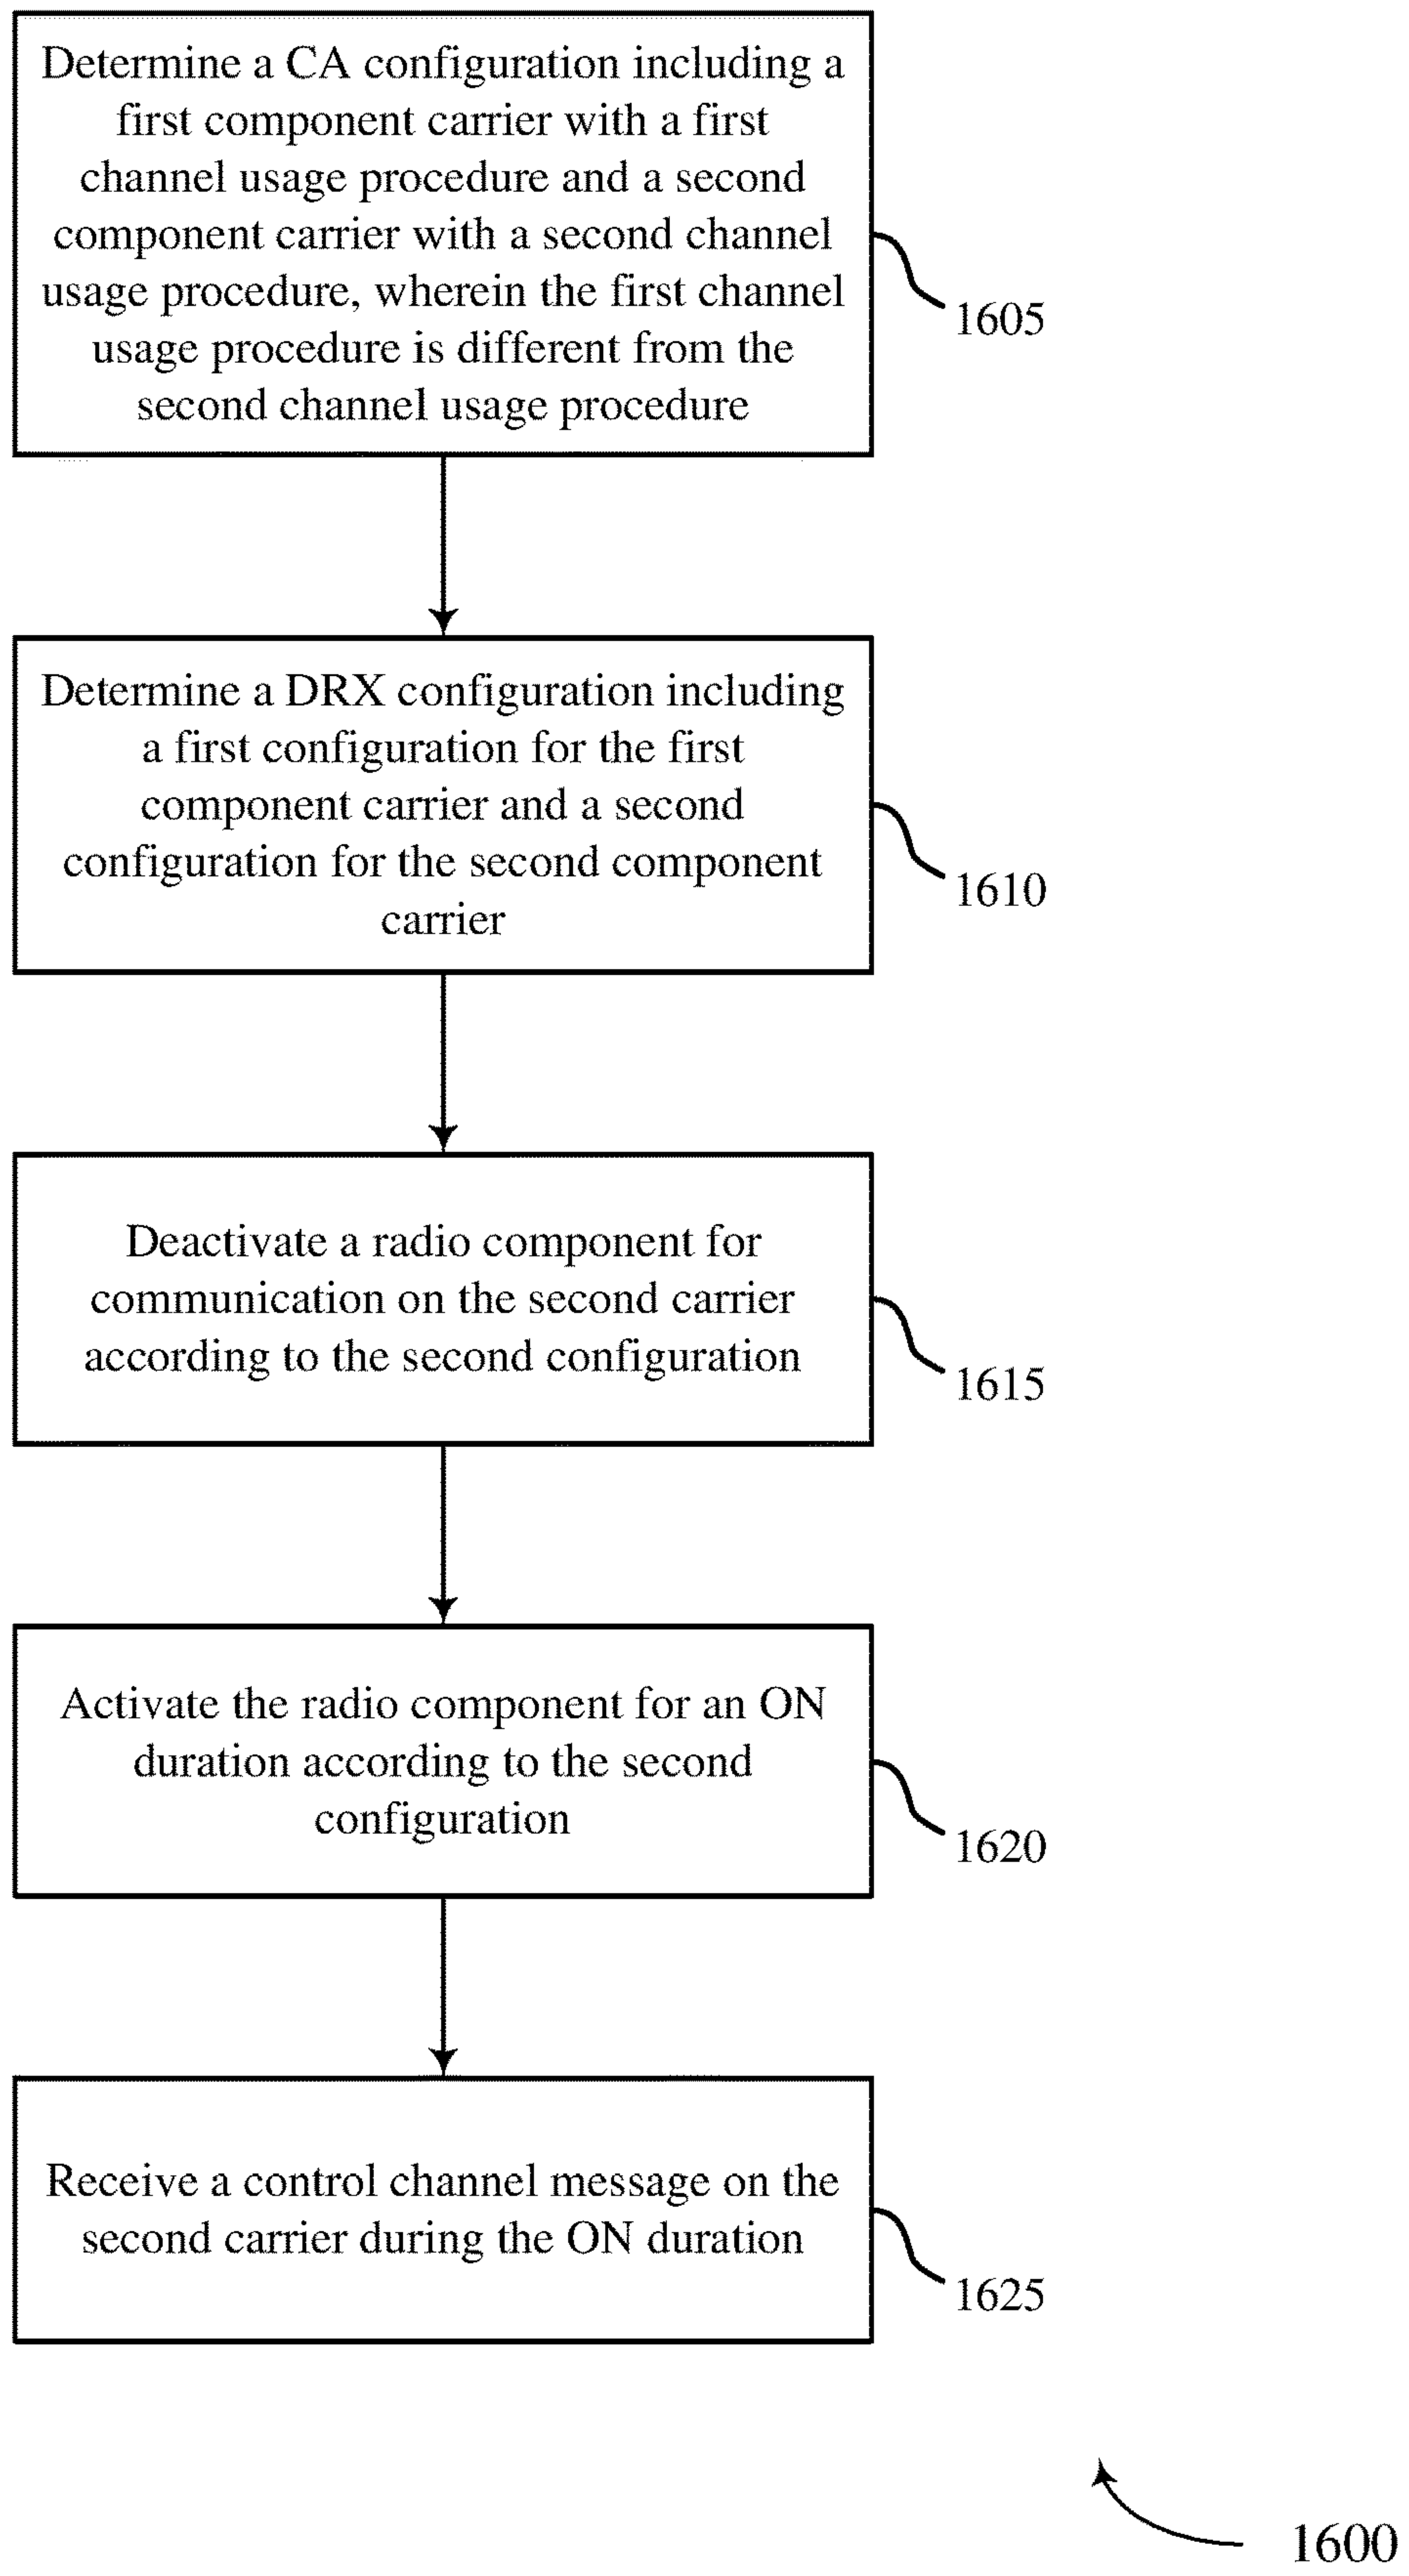 Determine a CA configuration including a
first component carrier with a first
channel usage procedure and a second
component carrier with a second channel
usage procedure, wherein the first channel
usage procedure is different from the
second channel usage procedure
1605
Determine a DRX configuration including
a first configuration for the first
component carrier and a second
configuration for the second component
carrier
1610
Deactivate a radio component for
communication on the second carrier
according to the second configuration
1615
Activate the radio component for an ON
duration according to the second
configuration
1620
Receive a control channel message on the
second carrier during the ON duration
1625
1600